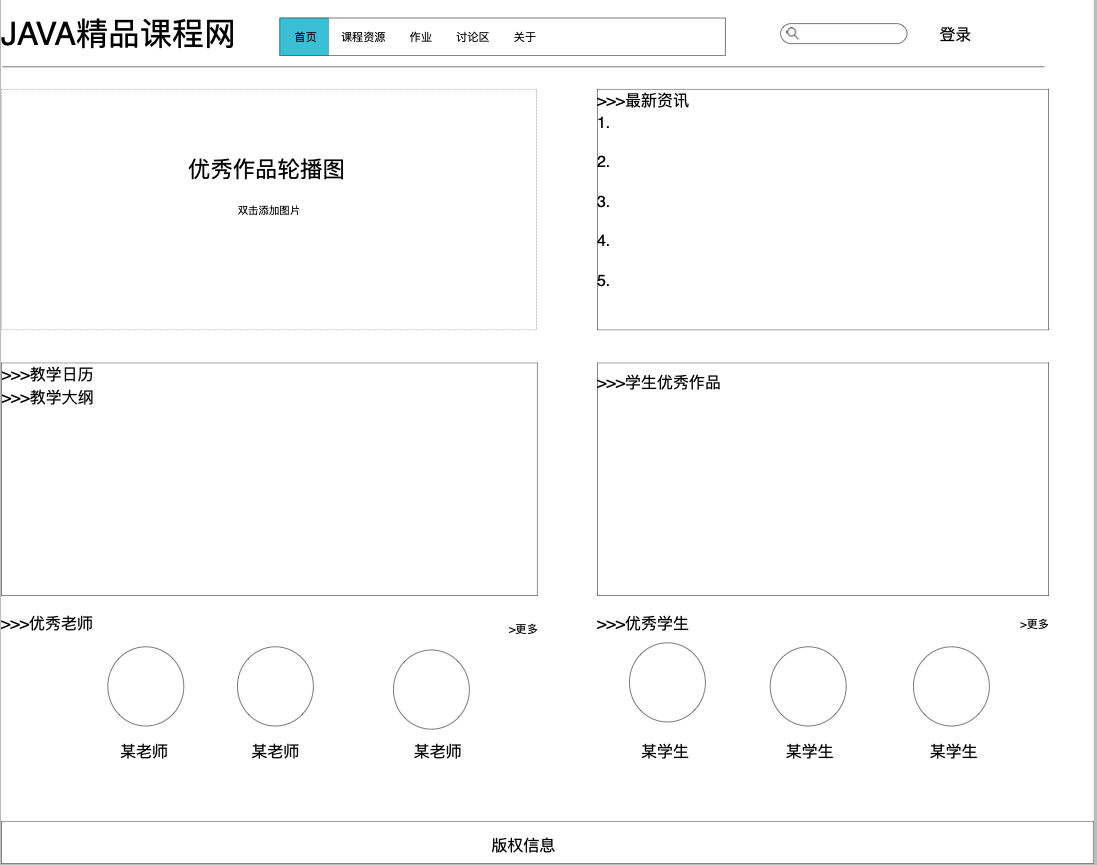 JAVA精品课程网
首页 课程资源 作业 讨论区 关于
登录
优秀作品轮播图
双击添加图片
>>>最新资讯
1.
2.
3.
4.
5.
>>>教学日历
>>>教学大纲
>>>学生优秀作品
>>>优秀老师
>更多
某老师 某老师 某老师
>>>优秀学生
>更多
某学生 某学生 某学生
版权信息